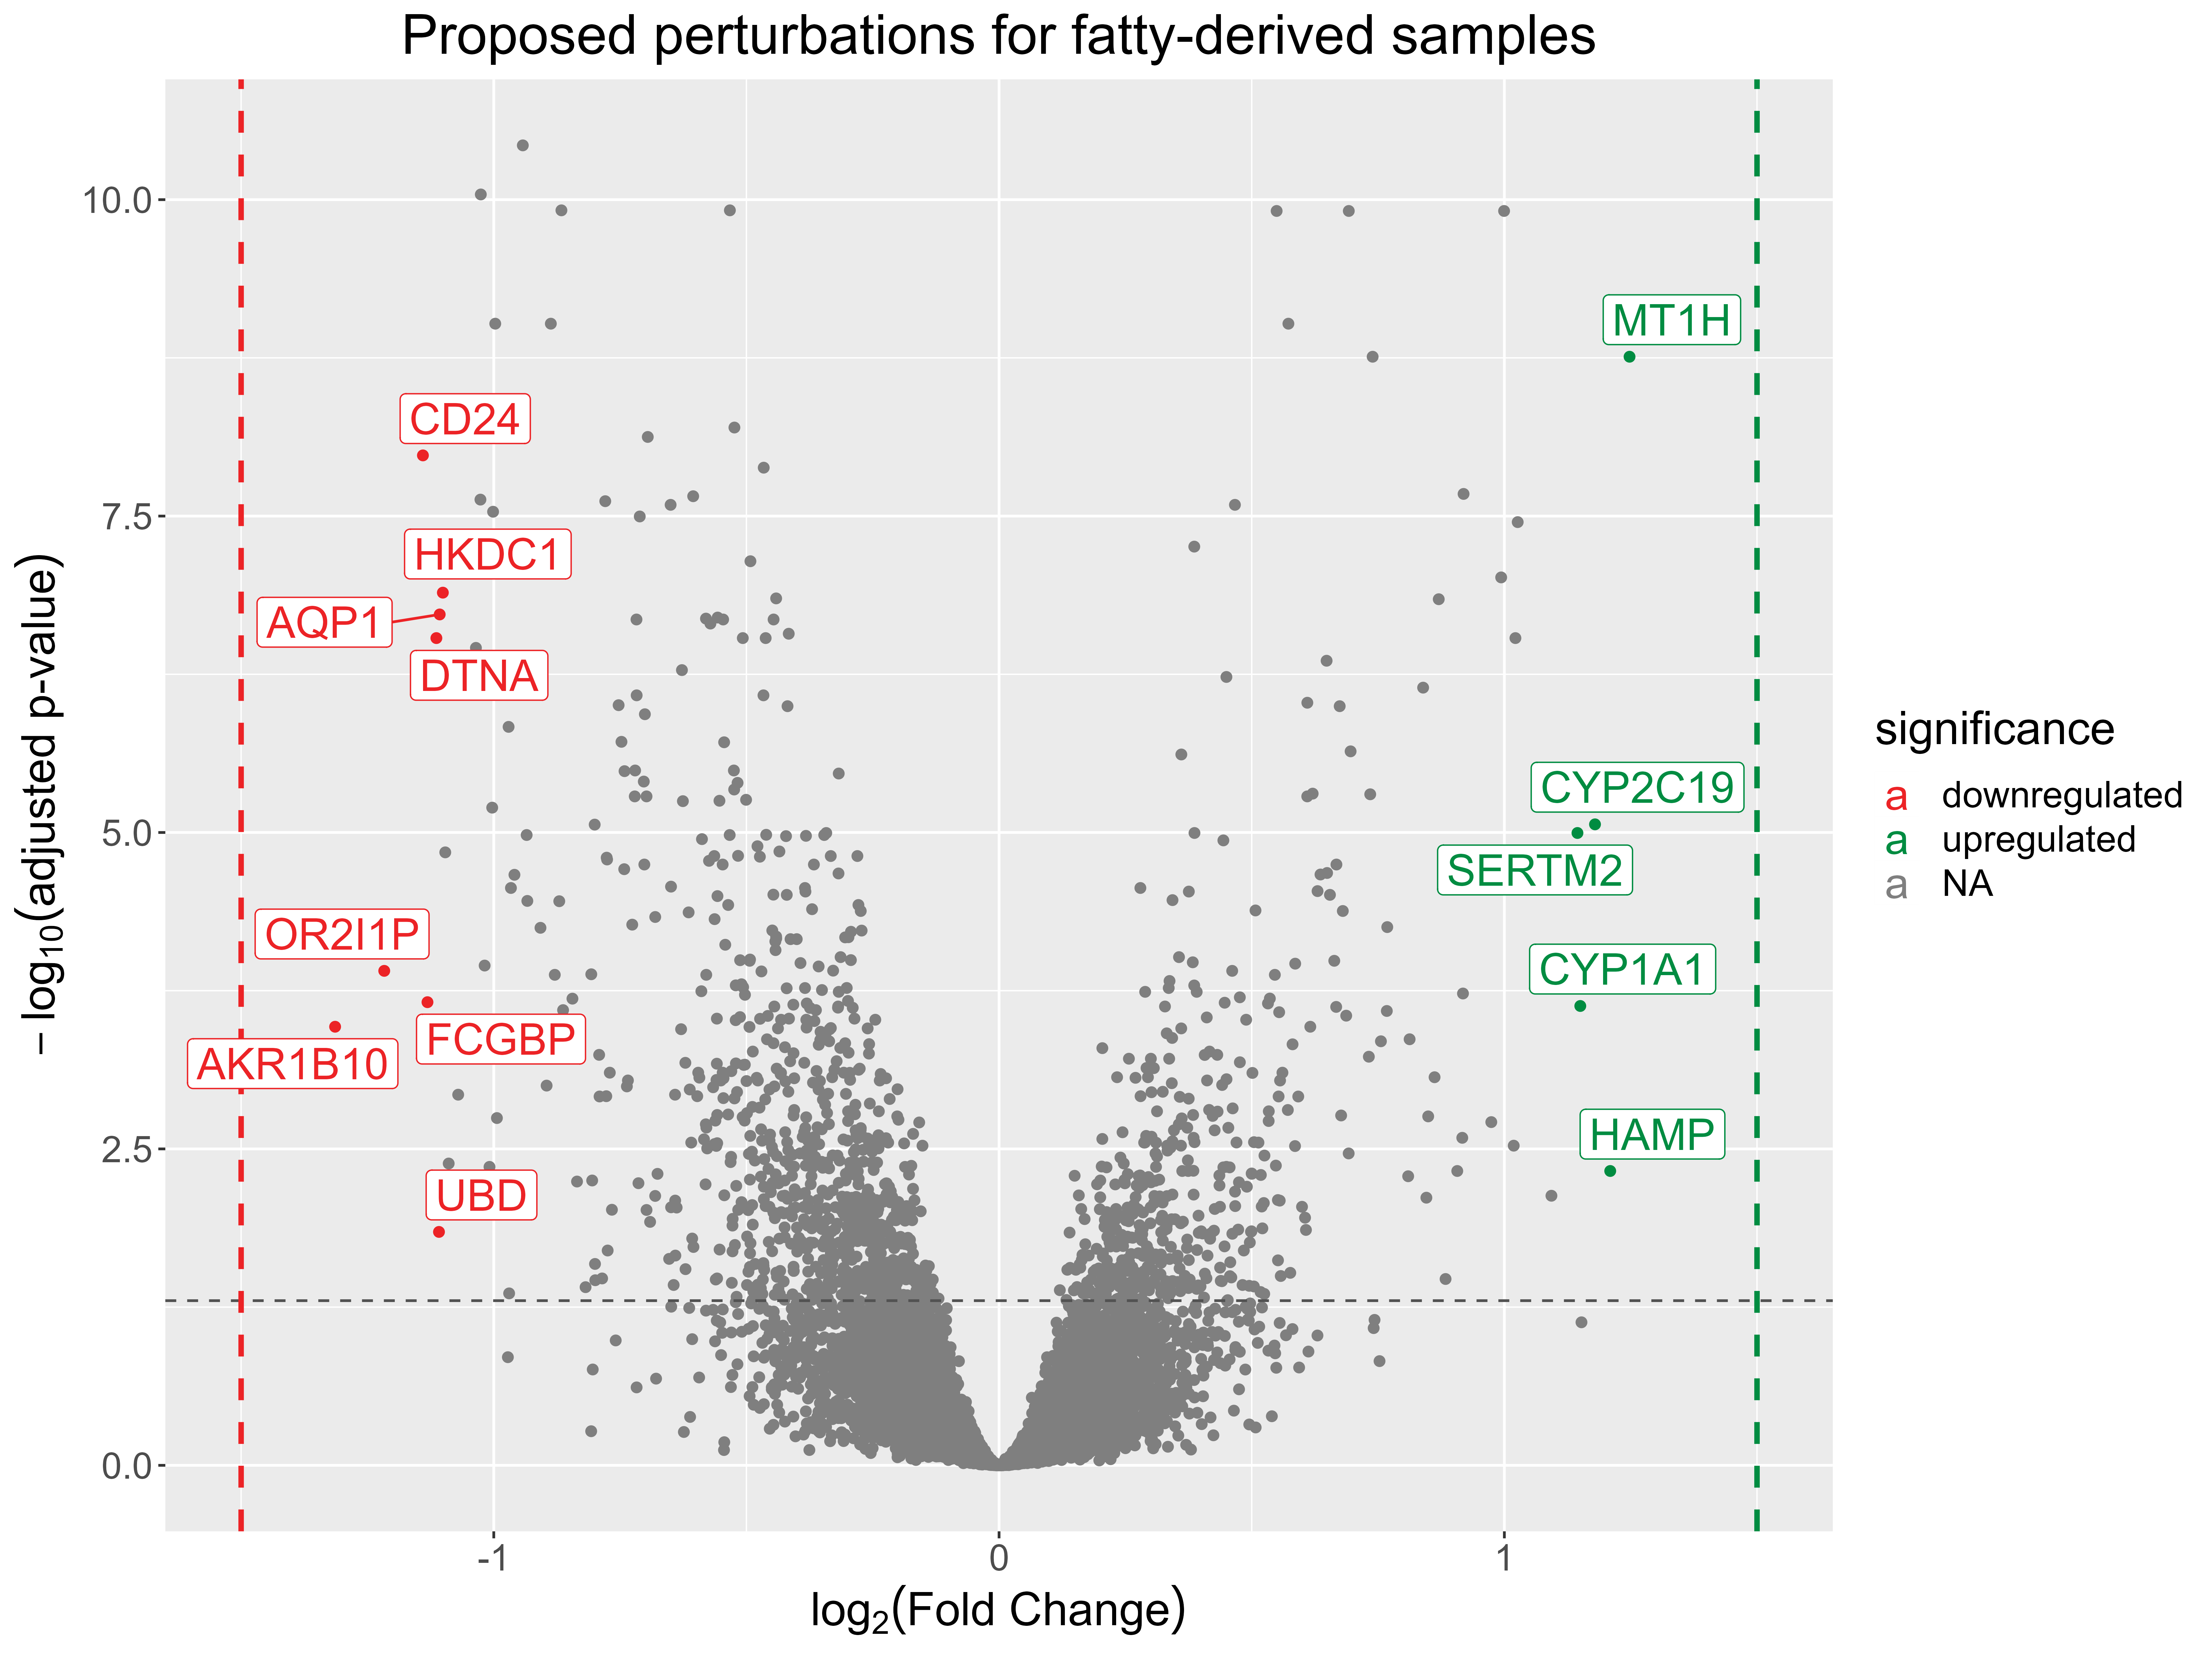 Proposed perturbations for fatty-derived samples
− log10(adjusted p-value)
10.0
7.5
5.0
2.5
0.0
MT1H
CD24
HKDC1
AQP1
DTNA
CYP2C19
SERTM2
OR2I1P
CYP1A1
FCGBP
AKR1B10
HAMP
UBD
-1
0
1
log2(Fold Change)
significance
a downregulated
a upregulated
a NA